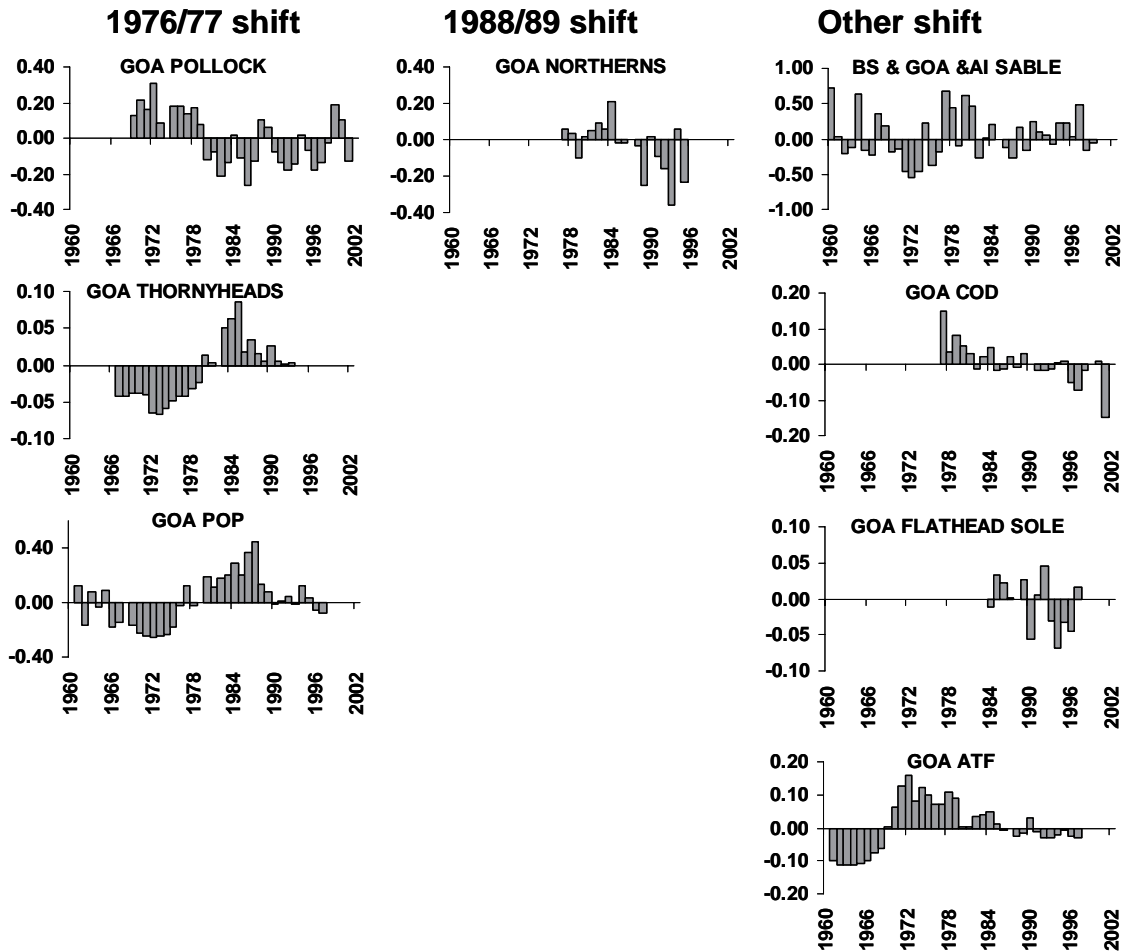 1976/77 shift
1988/89 shift
Other shift
GOA POLLOCK
0.40
0.20
0.00
-0.20
-0.40
1960 1966 1972 1978 1984 1990 1996 2002
GOA NORTHERNS
0.40
0.20
0.00
-0.20
-0.40
1960 1966 1972 1978 1984 1990 1996 2002
BS & GOA &AI SABLE
1.00
0.50
0.00
-0.50
-1.00
1960 1966 1972 1978 1984 1990 1996 2002
GOA THORNYHEADS
0.10
0.05
0.00
-0.05
-0.10
1960 1966 1972 1978 1984 1990 1996 2002
GOA COD
0.20
0.10
0.00
-0.10
-0.20
1960 1966 1972 1978 1984 1990 1996 2002
GOA POP
0.40
0.00
-0.40
1960 1966 1972 1978 1984 1990 1996 2002
GOA FLATHEAD SOLE
0.10
0.05
0.00
-0.05
-0.10
1960 1966 1972 1978 1984 1990 1996 2002
GOA ATF
0.20
0.10
0.00
-0.10
-0.20
1960 1966 1972 1978 1984 1990 1996 2002